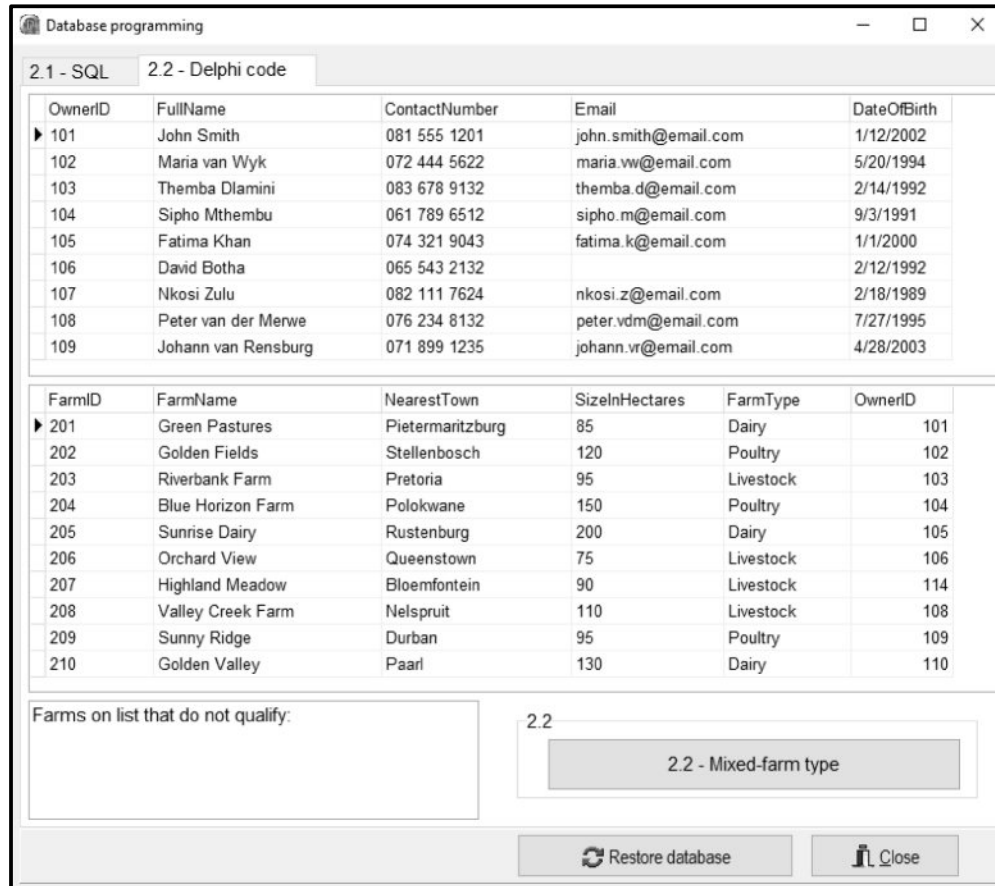 Database programming
2.1 - SQL 2.2 - Delphi code
OwnerID FullName ContactNumber Email DateOfBirth
101 John Smith 081 555 1201 john.smith@email.com 1/12/2002
102 Maria van Wyk 072 444 5622 maria.vw@email.com 5/20/1994
103 Themba Dlamini 083 678 9132 themba.d@email.com 2/14/1992
104 Sipho Mthembu 061 789 6512 sipho.m@email.com 9/3/1991
105 Fatima Khan 074 321 9043 fatima.k@email.com 1/1/2000
106 David Botha 065 543 2132 2/12/1992
107 Nkosi Zulu 082 111 7624 nkosi.z@email.com 2/18/1989
108 Peter van der Merwe 076 234 8132 peter.vdm@email.com 7/27/1995
109 Johann van Rensburg 071 899 1235 johann.vr@email.com 4/28/2003
FarmID FarmName NearestTown SizeInHectares FarmType OwnerID
201 Green Pastures Pietermaritzburg 85 Dairy 101
202 Golden Fields Stellenbosch 120 Poultry 102
203 Riverbank Farm Pretoria 95 Livestock 103
204 Blue Horizon Farm Polokwane 150 Poultry 104
205 Sunrise Dairy Rustenburg 200 Dairy 105
206 Orchard View Queenstown 75 Livestock 106
207 Highland Meadow Bloemfontein 90 Livestock 114
208 Valley Creek Farm Nelspruit 110 Livestock 108
209 Sunny Ridge Durban 95 Poultry 109
210 Golden Valley Paarl 130 Dairy 110
Farms on list that do not qualify:
2.2
2.2 - Mixed-farm type
Restore database Close